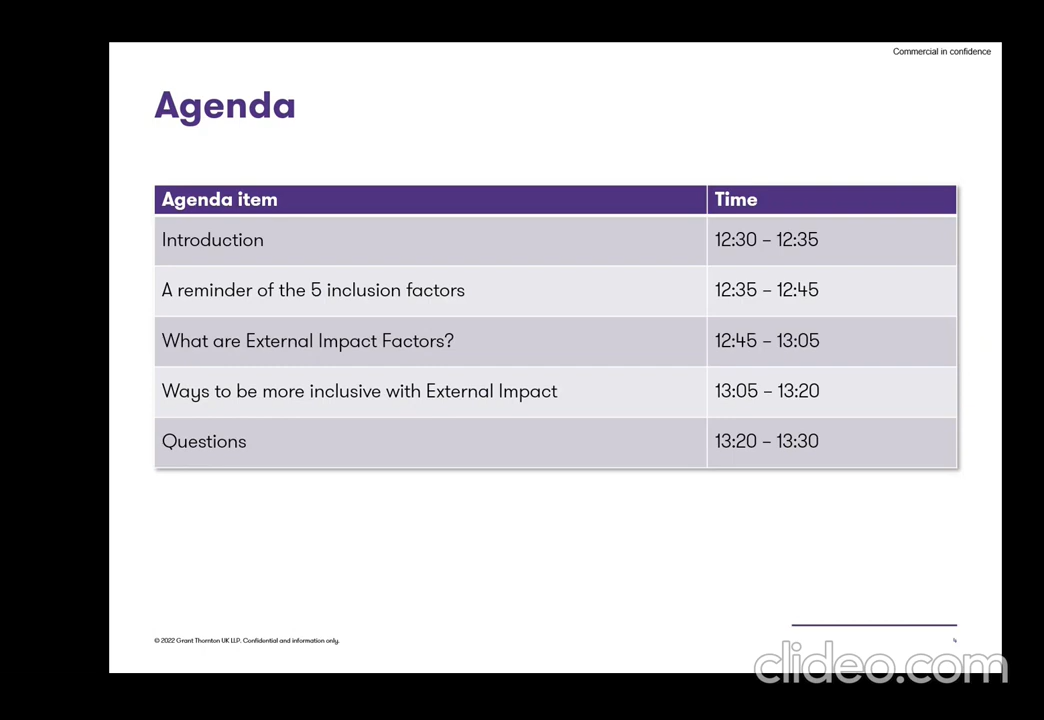 Commercial in confidence
Agenda
Agenda item Time
Introduction 12:30 – 12:35
A reminder of the 5 inclusion factors 12:35 – 12:45
What are External Impact Factors? 12:45 – 13:05
Ways to be more inclusive with External Impact 13:05 – 13:20
Questions 13:20 – 13:30
© 2022 Grant Thornton UK LLP. Confidential and information only. 4
clideo.com